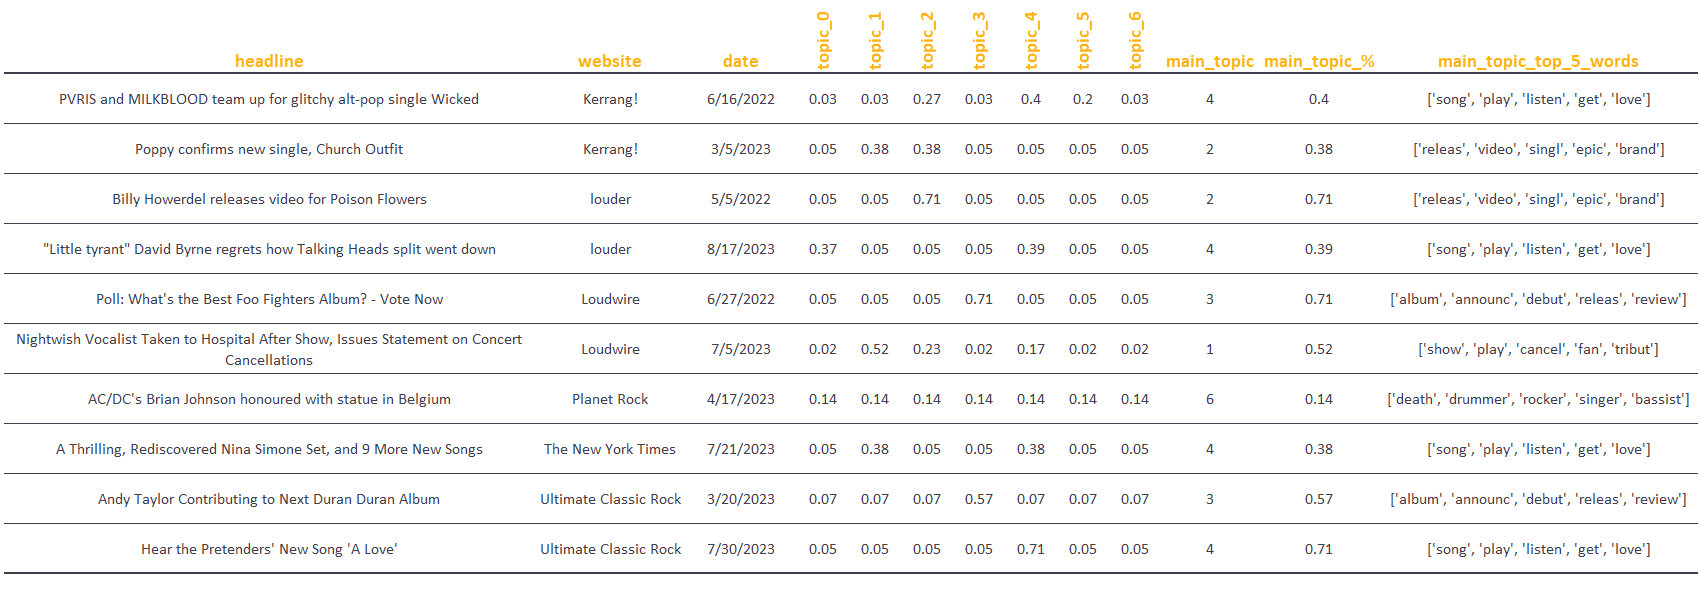 headline website date topic_0 topic_1 topic_2 topic_3 topic_4 topic_5 topic_6 main_topic main_topic_% main_topic_top_5_words
PVRIS and MILKBLOOD team up for glitchy alt-pop single Wicked Kerrang! 6/16/2022 0.03 0.03 0.27 0.03 0.4 0.2 0.03 4 0.4 ['song', 'play', 'listen', 'get', 'love']
Poppy confirms new single, Church Outfit Kerrang! 3/5/2023 0.05 0.38 0.38 0.05 0.05 0.05 0.05 2 0.38 ['releas', 'video', 'singl', 'epic', 'brand']
Billy Howerdel releases video for Poison Flowers louder 5/5/2022 0.05 0.05 0.71 0.05 0.05 0.05 0.05 2 0.71 ['releas', 'video', 'singl', 'epic', 'brand']
"Little tyrant" David Byrne regrets how Talking Heads split went down louder 8/17/2023 0.37 0.05 0.05 0.05 0.39 0.05 0.05 4 0.39 ['song', 'play', 'listen', 'get', 'love']
Poll: What's the Best Foo Fighters Album? - Vote Now Loudwire 6/27/2022 0.05 0.05 0.05 0.71 0.05 0.05 0.05 3 0.71 ['album', 'announc', 'debut', 'releas', 'review']
Nightwish Vocalist Taken to Hospital After Show, Issues Statement on Concert
Cancellations Loudwire 7/5/2023 0.02 0.52 0.23 0.02 0.17 0.02 0.02 1 0.52 ['show', 'play', 'cancel', 'fan', 'tribut']
AC/DC's Brian Johnson honoured with statue in Belgium Planet Rock 4/17/2023 0.14 0.14 0.14 0.14 0.14 0.14 0.14 6 0.14 ['death', 'drummer', 'rocker', 'singer', 'bassist']
A Thrilling, Rediscovered Nina Simone Set, and 9 More New Songs The New York Times 7/21/2023 0.05 0.38 0.05 0.05 0.38 0.05 0.05 4 0.38 ['song', 'play', 'listen', 'get', 'love']
Andy Taylor Contributing to Next Duran Duran Album Ultimate Classic Rock 3/20/2023 0.07 0.07 0.07 0.57 0.07 0.07 0.07 3 0.57 ['album', 'announc', 'debut', 'releas', 'review']
Hear the Pretenders' New Song 'A Love' Ultimate Classic Rock 7/30/2023 0.05 0.05 0.05 0.05 0.71 0.05 0.05 4 0.71 ['song', 'play', 'listen', 'get', 'love']